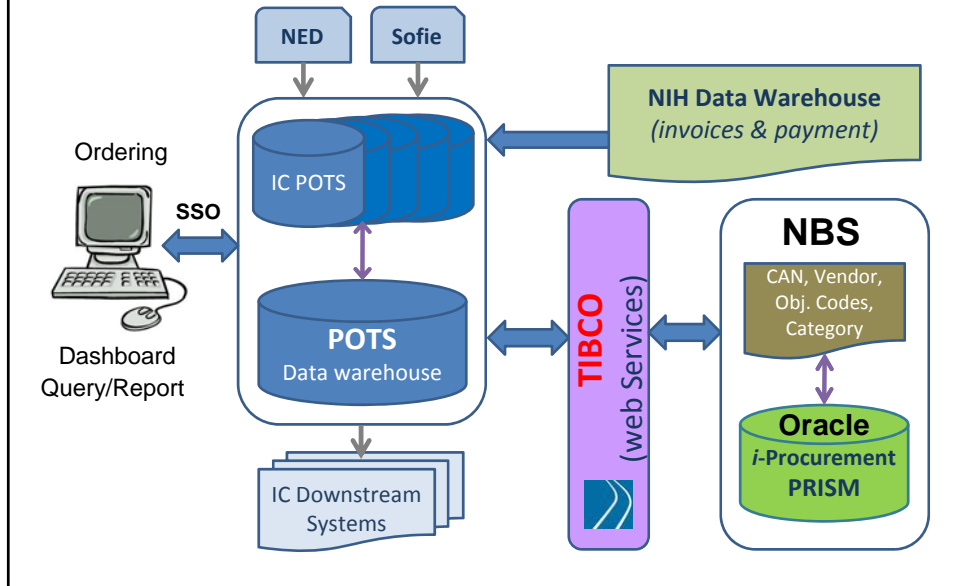 NED
Sofie
NIH Data Warehouse
(invoices & payment)
Ordering
IC POTS
SSO
NBS
CAN, Vendor,
Obj. Codes,
Category
TIBCO
(web Services)
POTS
Data warehouse
Dashboard
Query/Report
Oracle
i-Procurement
PRISM
IC Downstream
Systems